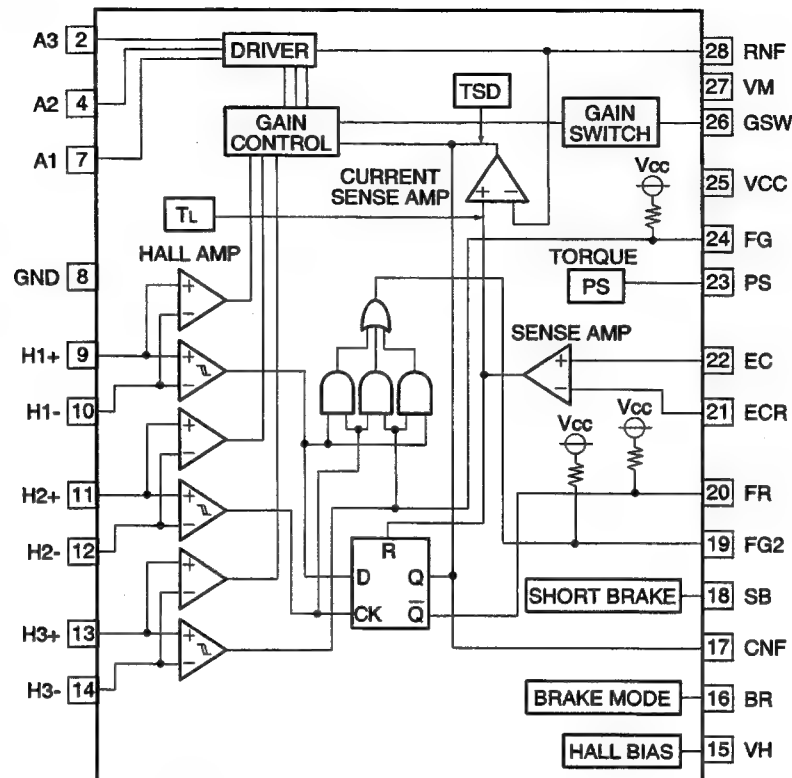 A3 2
DRIVER
28 RNF
27 VM
A2 4
TSD
GAIN
SWITCH
26 GSW
GAIN
CONTROL
A1 7
CURRENT
SENSE AMP
+ −
Vcc
25 VCC
TL
24 FG
HALL AMP
TORQUE
GND 8
PS
23 PS
+
−
SENSE AMP
H1+ 9
+
−
+
−
22 EC
H1- 10
21 ECR
+
−
Vcc
Vcc
H2+ 11
+
−
20 FR
H2- 12
19 FG2
+
−
R
D Q
CK Q̅
SHORT BRAKE
18 SB
H3+ 13
+
−
17 CNF
H3- 14
BRAKE MODE
16 BR
HALL BIAS
15 VH